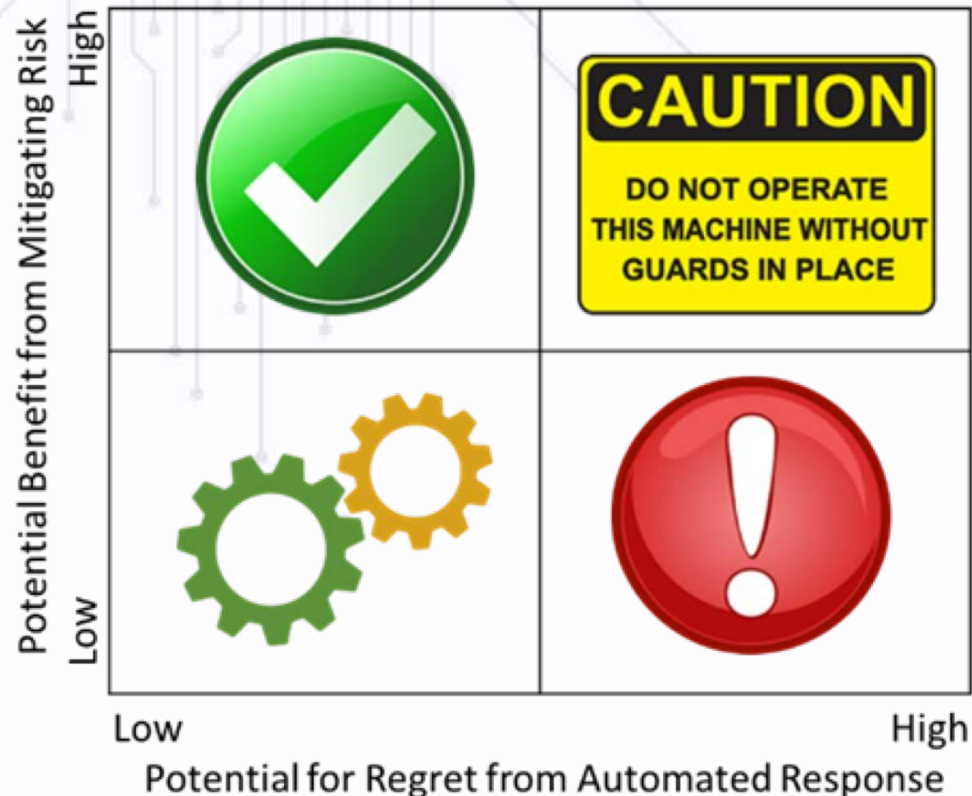 Potential Benefit from Mitigating Risk
High
Low
CAUTION
DO NOT OPERATE
THIS MACHINE WITHOUT
GUARDS IN PLACE
Low
High
Potential for Regret from Automated Response